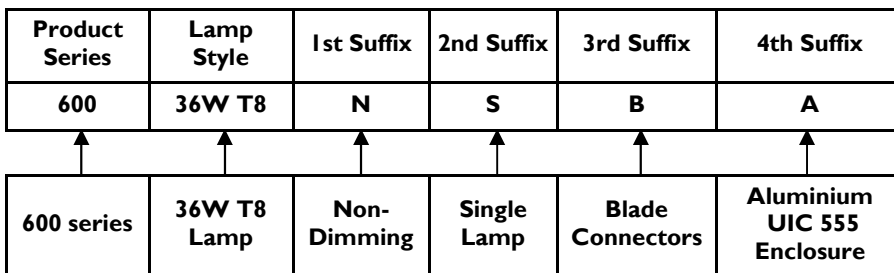 Product Series
Lamp Style
1st Suffix
2nd Suffix
3rd Suffix
4th Suffix
600
36W T8
N
S
B
A
600 series
36W T8 Lamp
Non-Dimming
Single Lamp
Blade Connectors
Aluminium UIC 555 Enclosure